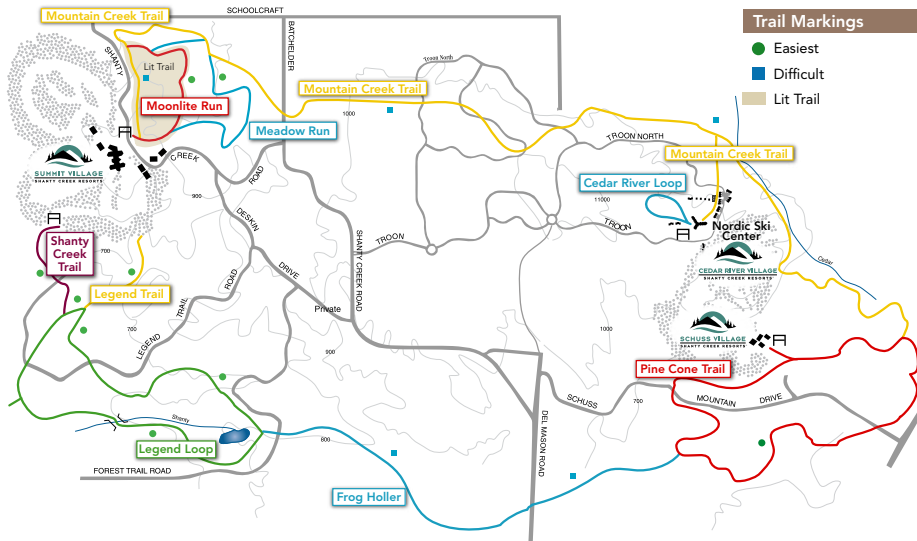 Mountain Creek Trail
SCHOOLCRAFT
Trail Markings
Easiest
Difficult
Lit Trail
SHANTY
BATCHELDER
Troon North
Lit Trail
Moonlite Run
Mountain Creek Trail
1000
Meadow Run
TROON NORTH
Mountain Creek Trail
CREEK
ROAD
SUMMIT VILLAGE
SHANTY CREEK RESORTS
900
Cedar River Loop
11000
DESKIN
TROON
TROON
Nordic Ski
Center
Shanty
Creek
Trail
700
SHANTY CREEK ROAD
Cedar
CEDAR RIVER VILLAGE
SHANTY CREEK RESORTS
DRIVE
ROAD
Legend Trail
TRAIL
Private
700
LEGEND
1000
SCHUSS VILLAGE
SHANTY CREEK RESORTS
900
Pine Cone Trail
SCHUSS
700
MOUNTAIN
DRIVE
DEL MASON ROAD
Shanty
800
Legend Loop
FOREST TRAIL ROAD
Frog Holler